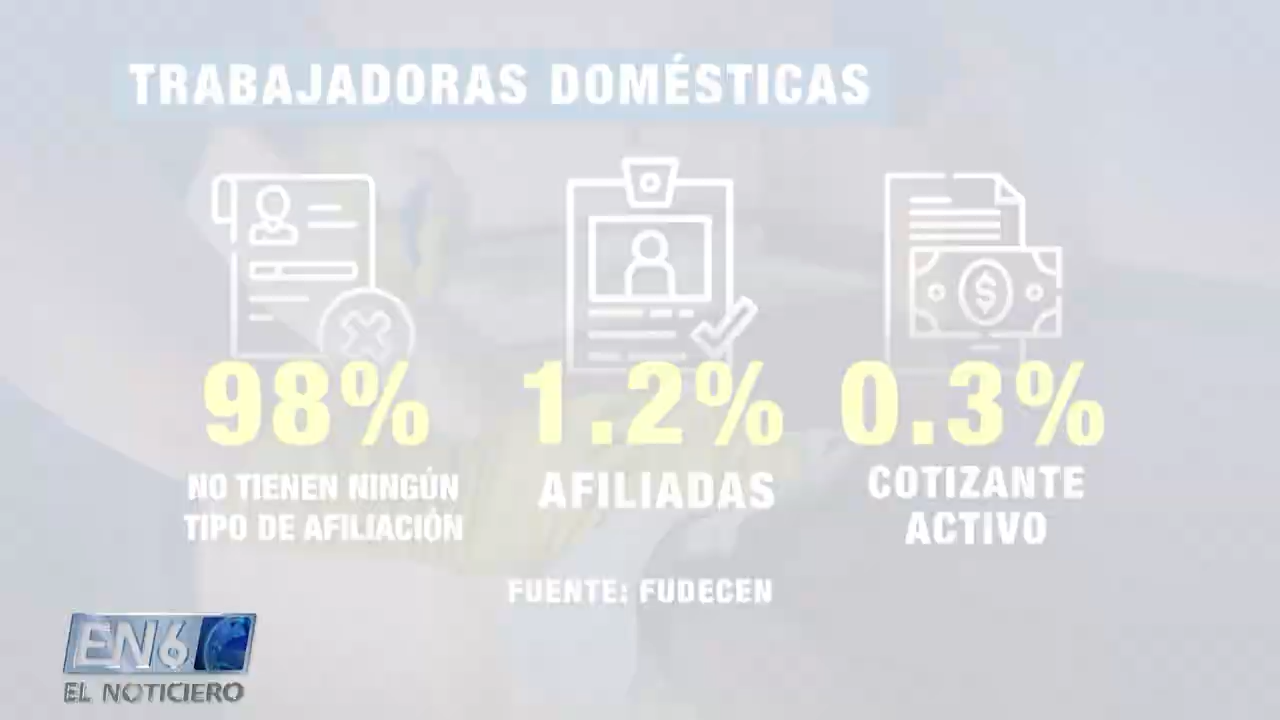 TRABAJADORAS DOMÉSTICAS
98%
NO TIENEN NINGÚN
TIPO DE AFILIACIÓN
1.2%
AFILIADAS
0.3%
COTIZANTE
ACTIVO
FUENTE: FUDECEN
EN6
EL NOTICIERO